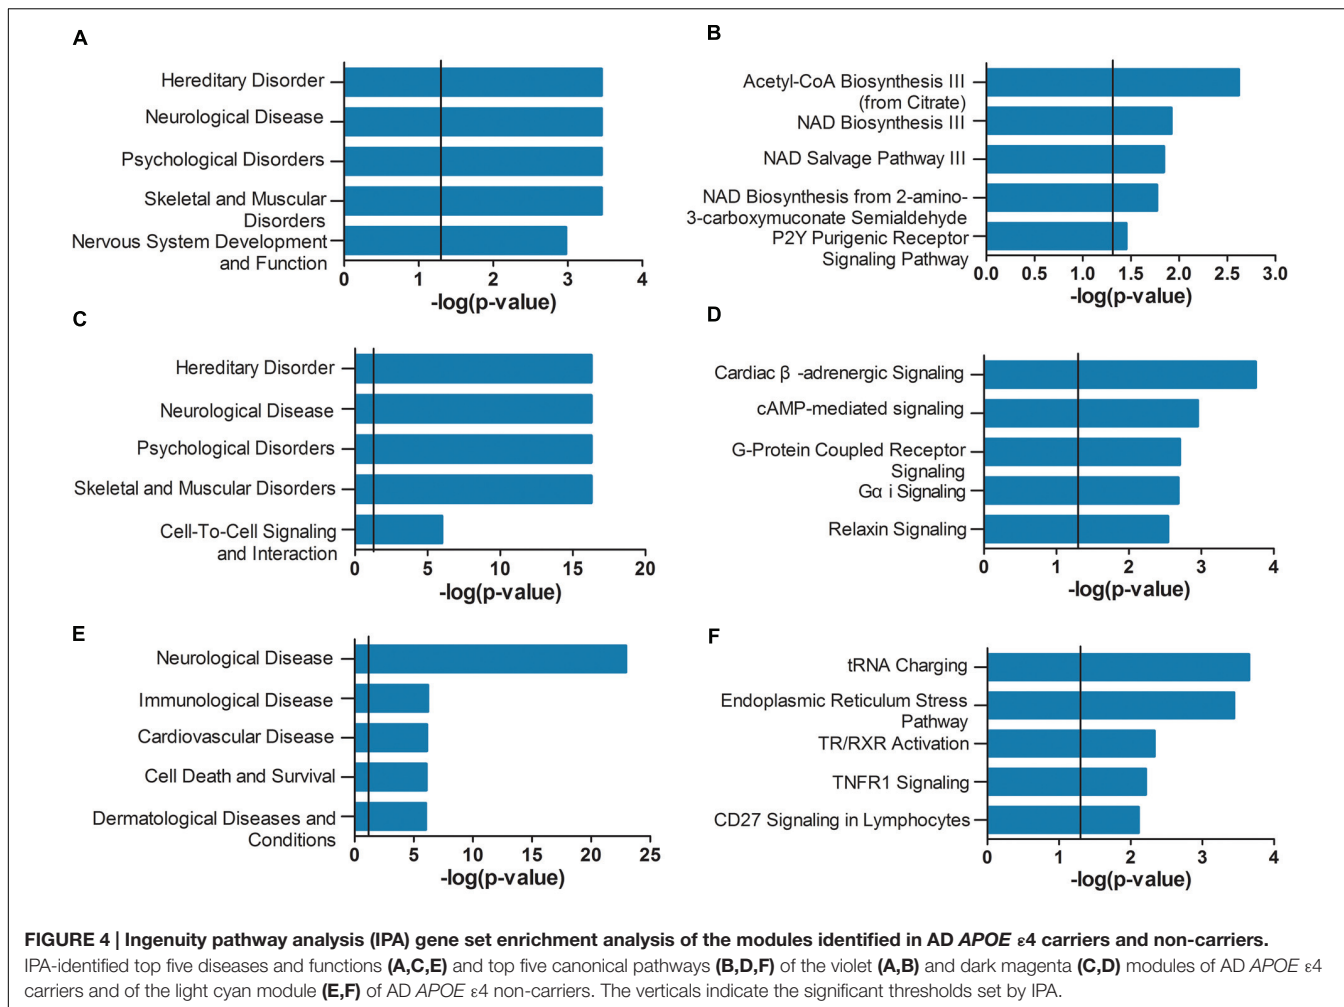 A
Hereditary Disorder
Neurological Disease
Psychological Disorders
Skeletal and Muscular
Disorders
Nervous System Development
and Function
0 1 2 3 4
-log(p-value)
B
Acetyl-CoA Biosynthesis III
(from Citrate)
NAD Biosynthesis III
NAD Salvage Pathway III
NAD Biosynthesis from 2-amino-
3-carboxymuconate Semialdehyde
P2Y Purigenic Receptor
Signaling Pathway
0.0 0.5 1.0 1.5 2.0 2.5 3.0
-log(p-value)
C
Hereditary Disorder
Neurological Disease
Psychological Disorders
Skeletal and Muscular Disorders
Cell-To-Cell Signaling
and Interaction
0 5 10 15 20
-log(p-value)
D
Cardiac β -adrenergic Signaling
cAMP-mediated signaling
G-Protein Coupled Receptor
Signaling
Gα i Signaling
Relaxin Signaling
0 1 2 3 4
-log(p-value)
E
Neurological Disease
Immunological Disease
Cardiovascular Disease
Cell Death and Survival
Dermatological Diseases and
Conditions
0 5 10 15 20 25
-log(p-value)
F
tRNA Charging
Endoplasmic Reticulum Stress
Pathway
TR/RXR Activation
TNFR1 Signaling
CD27 Signaling in Lymphocytes
0 1 2 3 4
-log(p-value)
FIGURE 4 | Ingenuity pathway analysis (IPA) gene set enrichment analysis of the modules identified in AD APOE ε4 carriers and non-carriers.
IPA-identified top five diseases and functions (A,C,E) and top five canonical pathways (B,D,F) of the violet (A,B) and dark magenta (C,D) modules of AD APOE ε4
carriers and of the light cyan module (E,F) of AD APOE ε4 non-carriers. The verticals indicate the significant thresholds set by IPA.